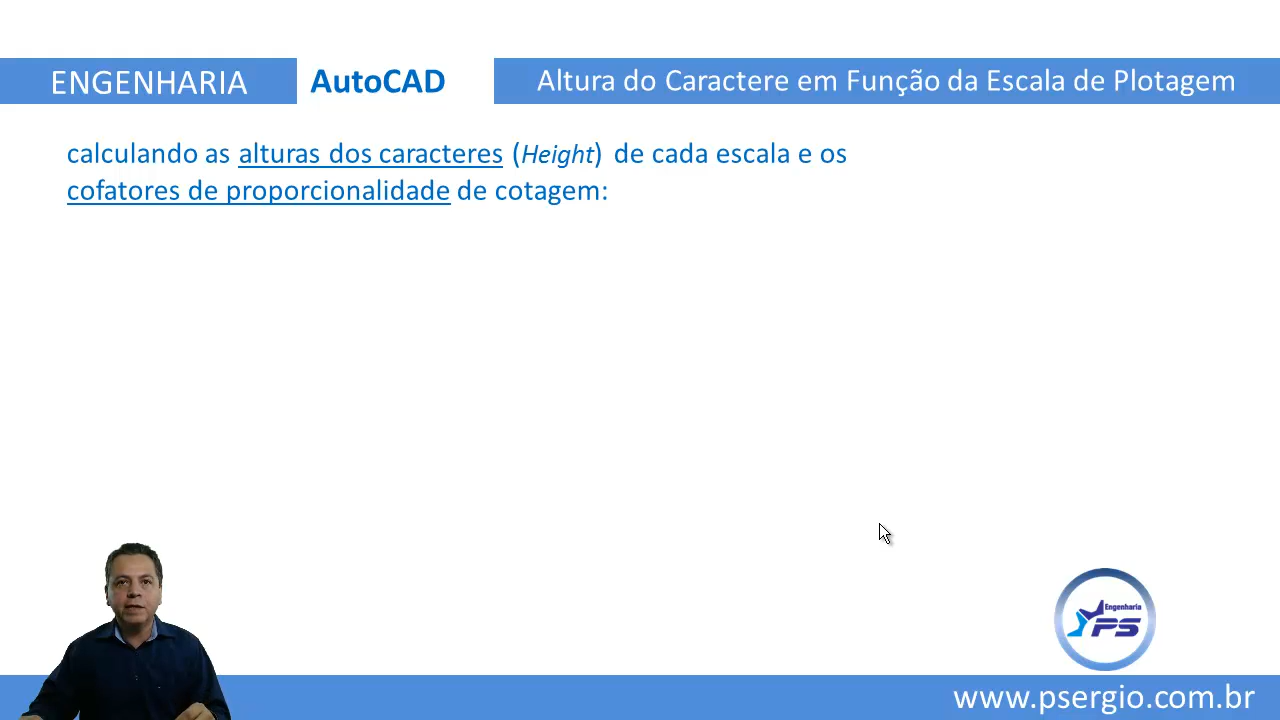 ENGENHARIA AutoCAD Altura do Caractere em Função da Escala de Plotagem
calculando as alturas dos caracteres (Height) de cada escala e os
cofatores de proporcionalidade de cotagem:
Engenharia
PS
www.psergio.com.br